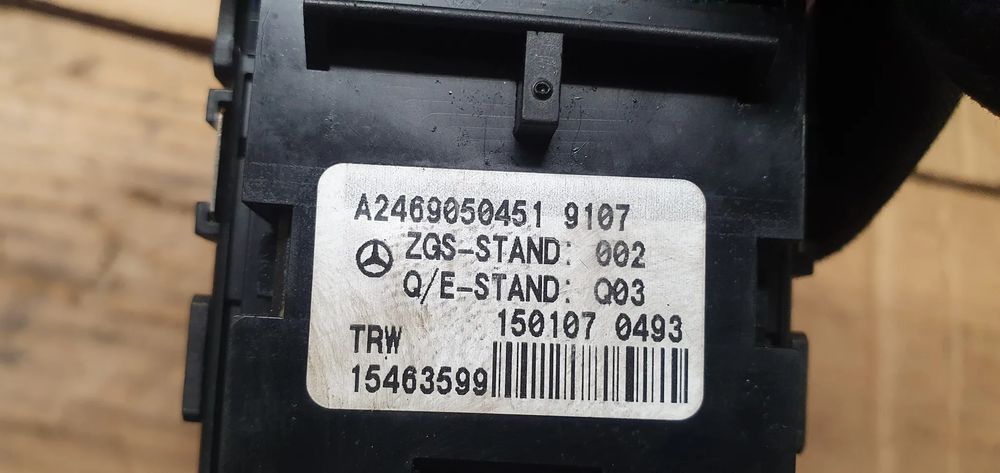 A2469050451 9107
ZGS-STAND: 002
Q/E-STAND: Q03
150107 0493
TRW
15463599